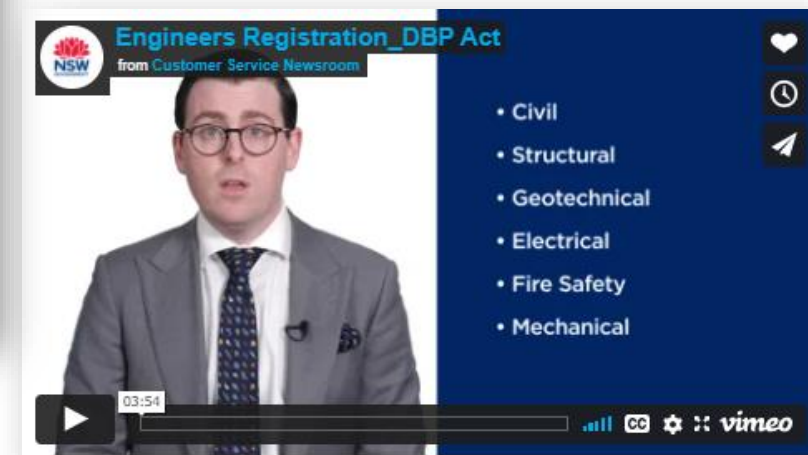 Engineers Registration_DBP Act
NSW
GOVERNMENT
from Customer Service Newsroom
• Civil
• Structural
• Geotechnical
• Electrical
• Fire Safety
• Mechanical
03:54
CC
vimeo